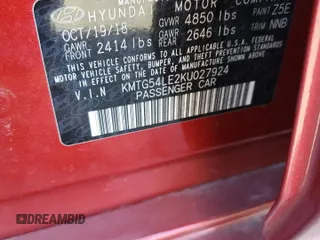 HYUNDAI MOTOR COMPANY
OCT/19/18 GVWR 4850 lbs PAINT Z5E
GAWR FRONT 2414 lbs GAWR REAR 2646 lbs TRIM NNB
THIS VEHICLE CONFORMS TO ALL APPLICABLE
FEDERAL MOTOR VEHICLE SAFETY, BUMPER, AND THEFT
PREVENTION STANDARDS IN EFFECT ON THE DATE OF
MANUFACTURE SHOWN ABOVE.
V.I.N KMTG54LE2KU027924
PASSENGER CAR
DREAMBID